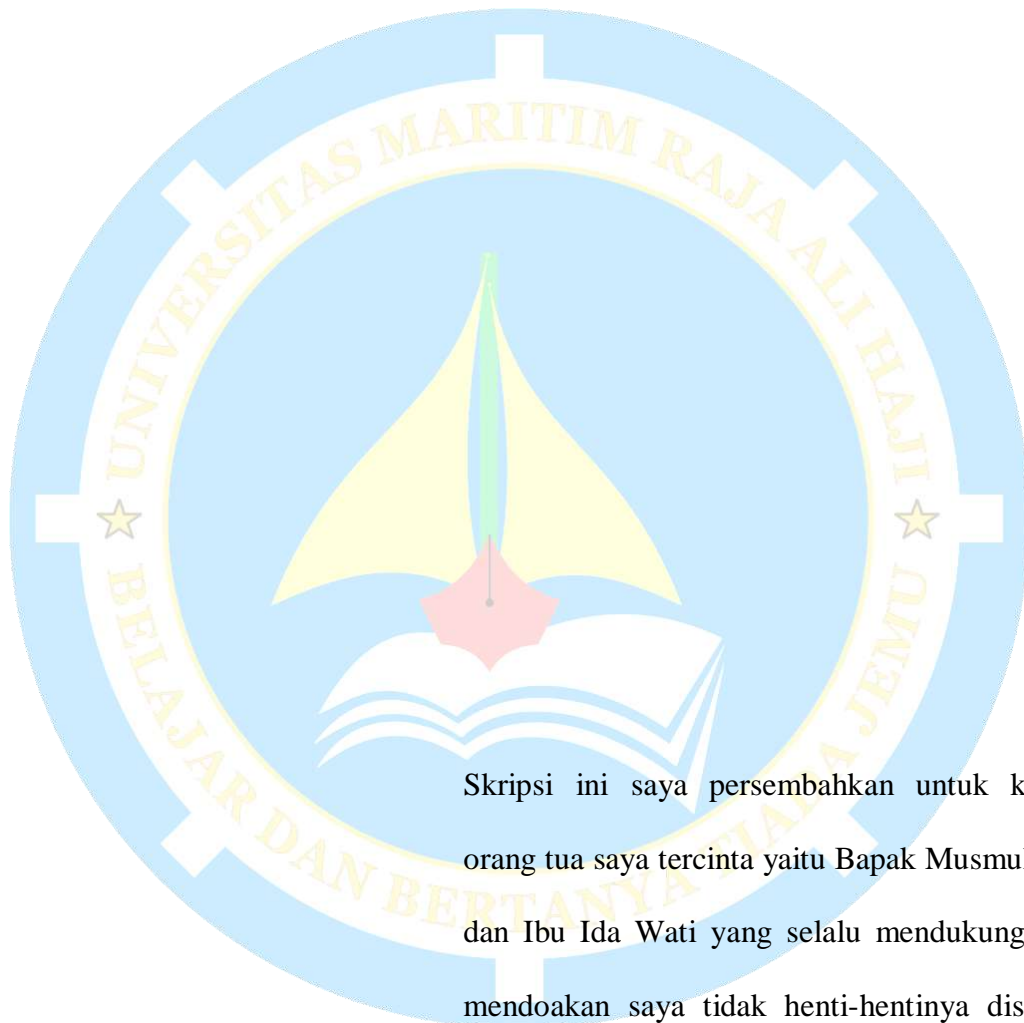 UNIVERSITAS MARITIM RAJA ALI HAJI
BELAJAR DAN BERTANYA TIADA JEMU
Skripsi ini saya persembahkan untuk
orang tua saya tercinta yaitu Bapak
dan Ibu Ida Wati yang selalu mendukung
mendoakan saya tidak henti-hentinya